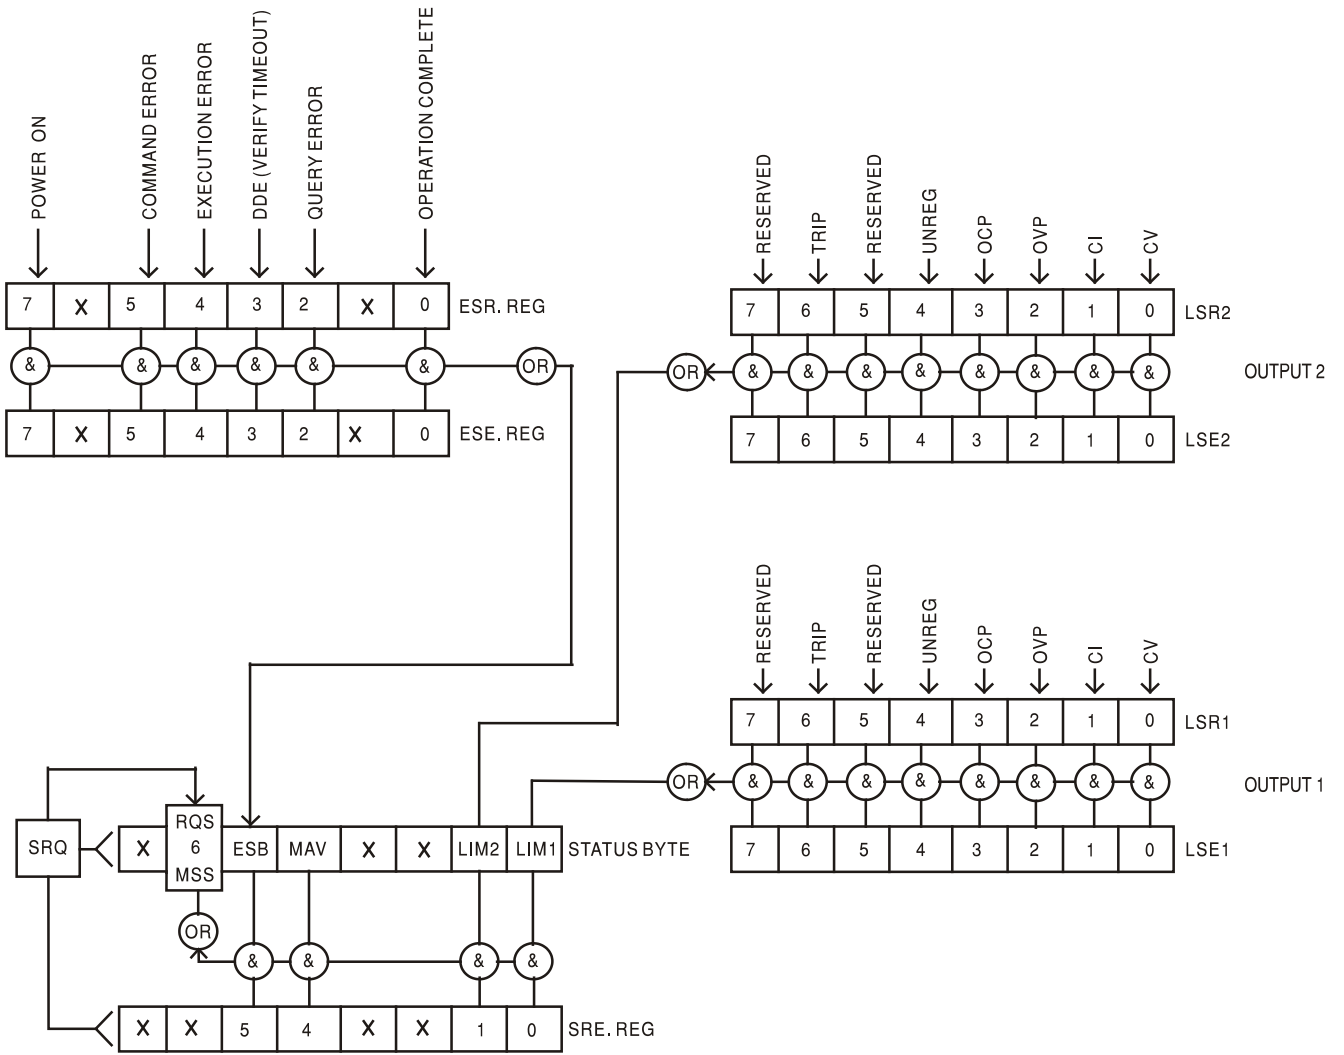 POWER ON
COMMAND ERROR
EXECUTION ERROR
DDE (VERIFY TIMEOUT)
QUERY ERROR
OPERATION COMPLETE
7 X 5 4 3 2 X 0 ESR. REG
& & & & & & OR
7 X 5 4 3 2 X 0 ESE. REG
RESERVED
TRIP
RESERVED
UNREG
OCP
OVP
CI
CV
7 6 5 4 3 2 1 0 LSR2
OR & & & & & & & & OUTPUT 2
7 6 5 4 3 2 1 0 LSE2
RESERVED
TRIP
RESERVED
UNREG
OCP
OVP
CI
CV
7 6 5 4 3 2 1 0 LSR1
OR & & & & & & & & OUTPUT 1
7 6 5 4 3 2 1 0 LSE1
SRQ
X RQS 6 MSS ESB MAV X X LIM2 LIM1 STATUS BYTE
OR
& & & &
X X 5 4 X X 1 0 SRE. REG